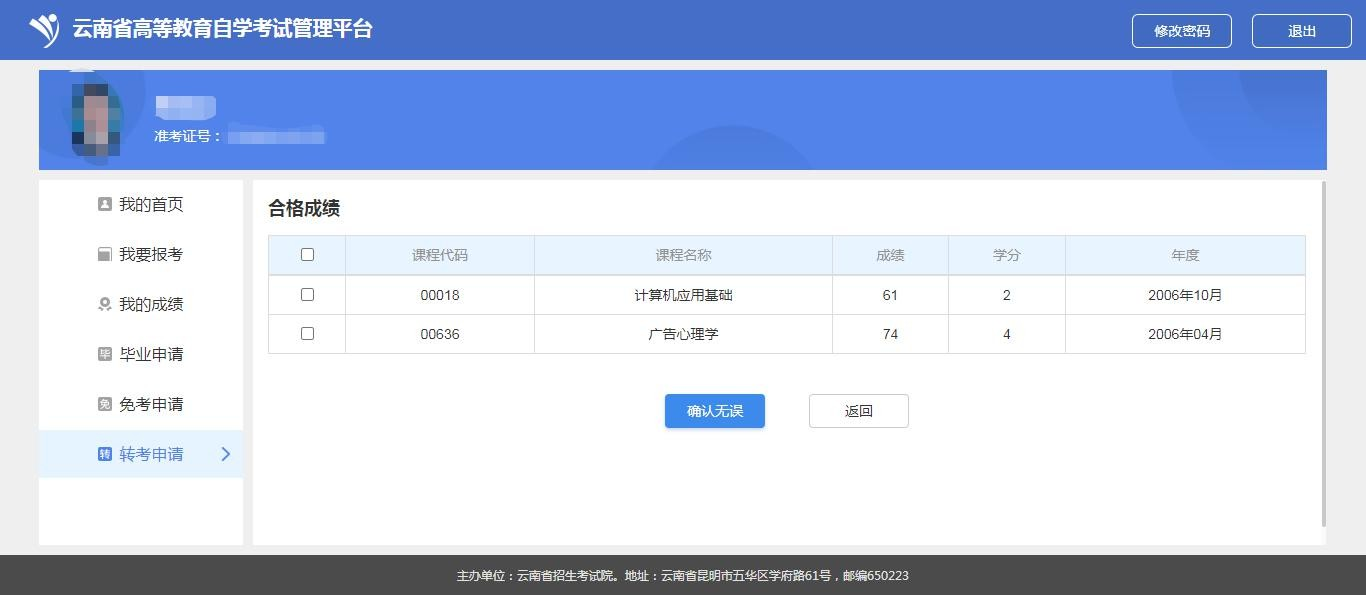 云南省高等教育自学考试管理平台
修改密码
退出
准考证号：
我的首页
我要报考
我的成绩
毕 毕业申请
免 免考申请
转 转考申请
合格成绩
课程代码 课程名称 成绩 学分 年度
00018 计算机应用基础 61 2 2006年10月
00636 广告心理学 74 4 2006年04月
确认无误
返回
主办单位：云南省招生考试院。地址：云南省昆明市五华区学府路61号，邮编650223